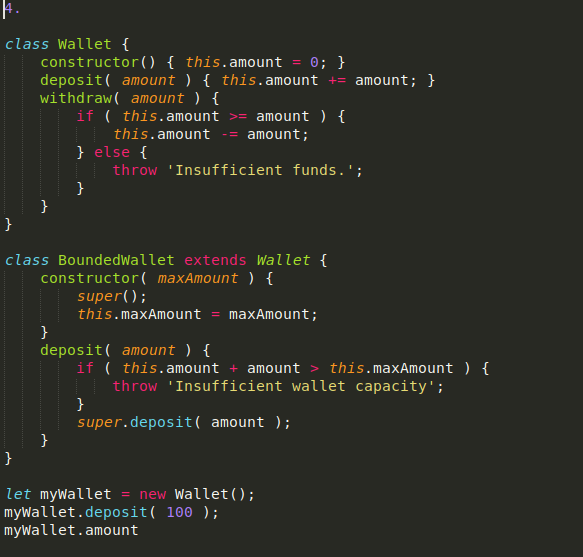 4.
class Wallet {
constructor() { this.amount = 0; }
deposit( amount ) { this.amount += amount; }
withdraw( amount ) {
if ( this.amount >= amount ) {
this.amount -= amount;
} else {
throw 'Insufficient funds.';
}
}
}
class BoundedWallet extends Wallet {
constructor( maxAmount ) {
super();
this.maxAmount = maxAmount;
}
deposit( amount ) {
if ( this.amount + amount > this.maxAmount ) {
throw 'Insufficient wallet capacity';
}
super.deposit( amount );
}
}
let myWallet = new Wallet();
myWallet.deposit( 100 );
myWallet.amount